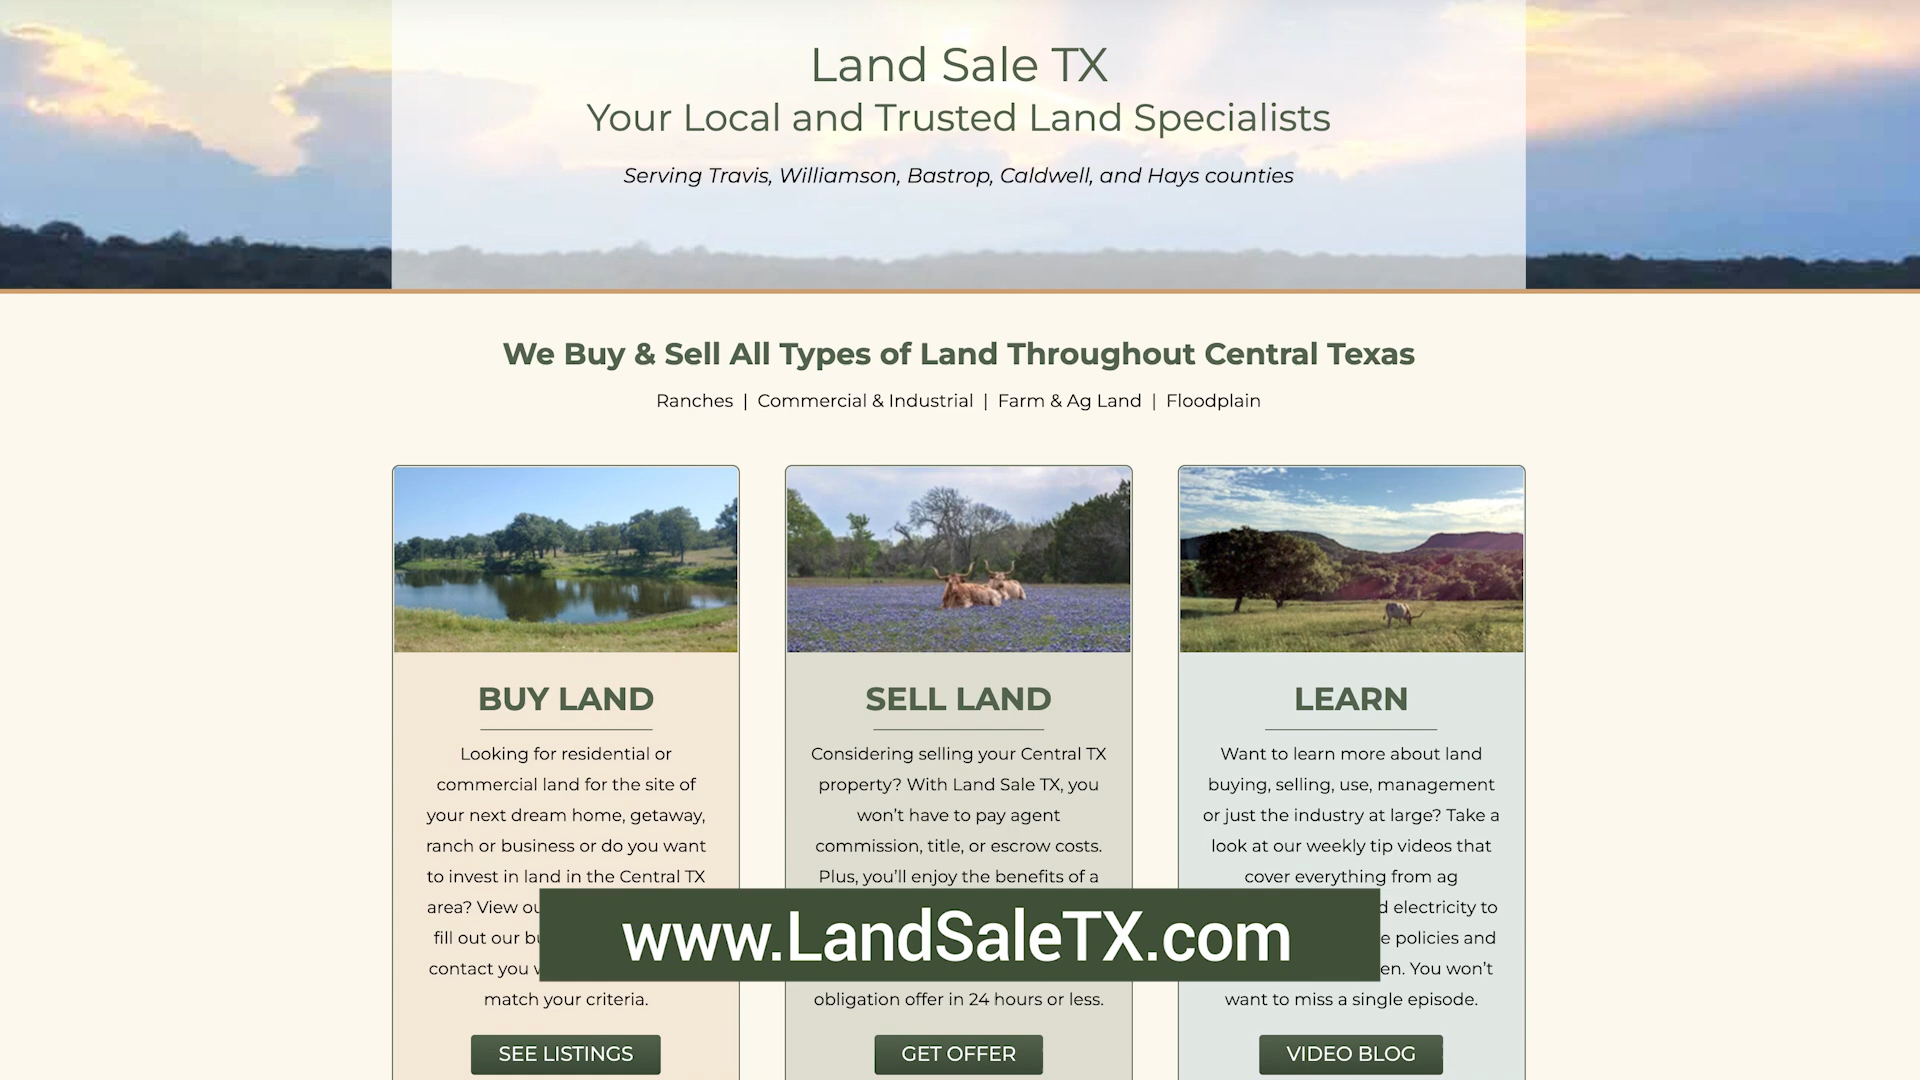 Land Sale TX
Your Local and Trusted Land Specialists
Serving Travis, Williamson, Bastrop, Caldwell, and Hays counties
We Buy & Sell All Types of Land Throughout Central Texas
Ranches | Commercial & Industrial | Farm & Ag Land | Floodplain
BUY LAND
Looking for residential or
commercial land for the site of
your next dream home, getaway,
ranch or business or do you want
to invest in land in the Central TX
area? View
fill out our
contact you
match your criteria.
SEE LISTINGS
SELL LAND
Considering selling your Central TX
property? With Land Sale TX, you
won't have to pay agent
commission, title, or escrow costs.
Plus, you'll enjoy the benefits of a
obligation offer in 24 hours or less.
GET OFFER
LEARN
Want to learn more about land
buying, selling, use, management
or just the industry at large? Take a
look at our weekly tip videos that
cover everything from ag
electricity to
policies and
You won't
want to miss a single episode.
VIDEO BLOG
www.LandSaleTX.com